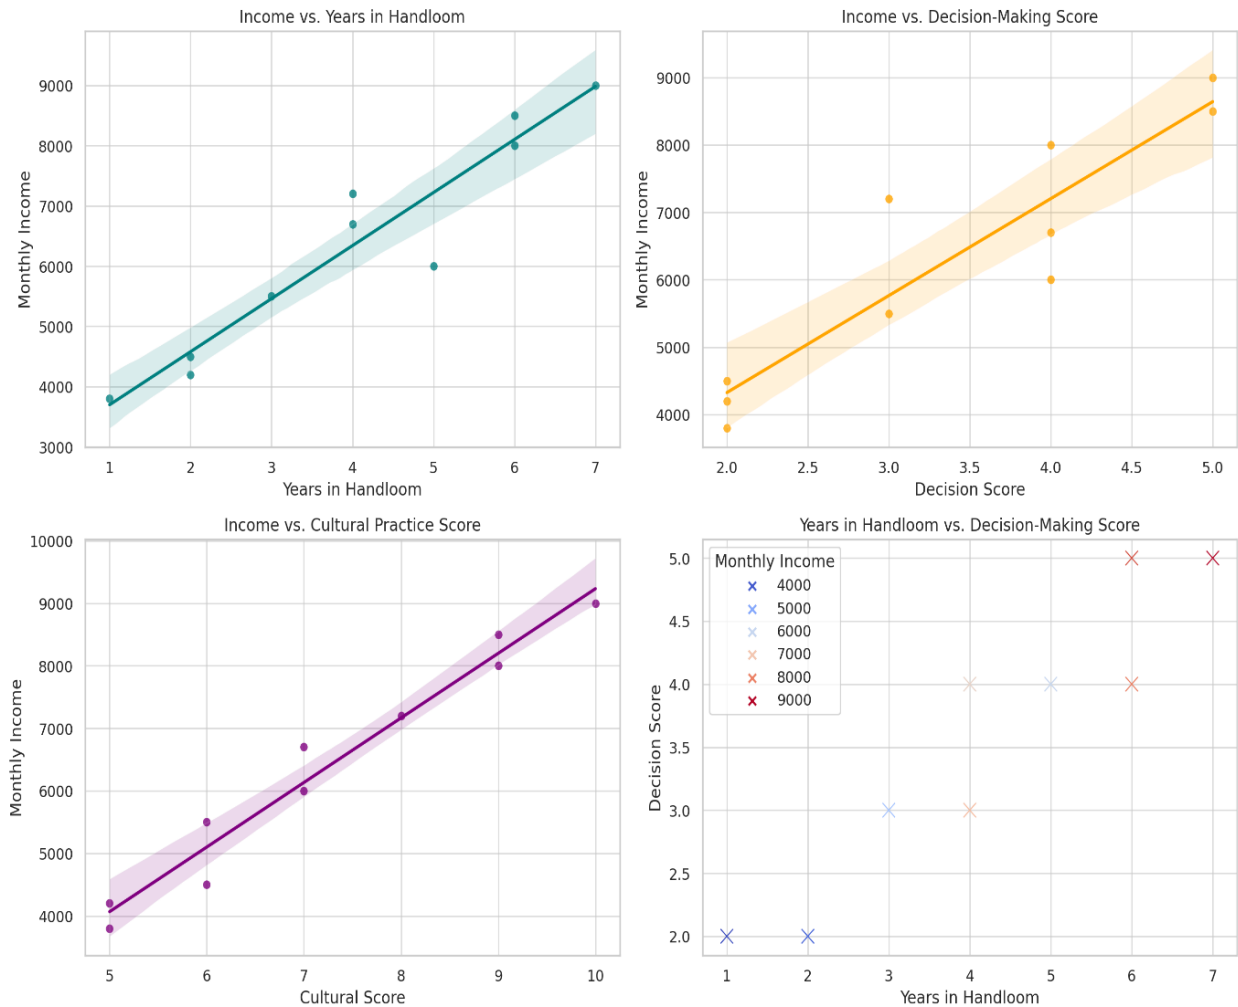 Income vs. Years in Handloom
9000
8000
7000
6000
5000
4000
3000
Monthly Income
1 2 3 4 5 6 7
Years in Handloom
Income vs. Decision-Making Score
9000
8000
7000
6000
5000
4000
Monthly Income
2.0 2.5 3.0 3.5 4.0 4.5 5.0
Decision Score
Income vs. Cultural Practice Score
10000
9000
8000
7000
6000
5000
4000
Monthly Income
5 6 7 8 9 10
Cultural Score
Years in Handloom vs. Decision-Making Score
5.0
4.5
4.0
3.5
3.0
2.5
2.0
Decision Score
Monthly Income
4000
5000
6000
7000
8000
9000
1 2 3 4 5 6 7
Years in Handloom